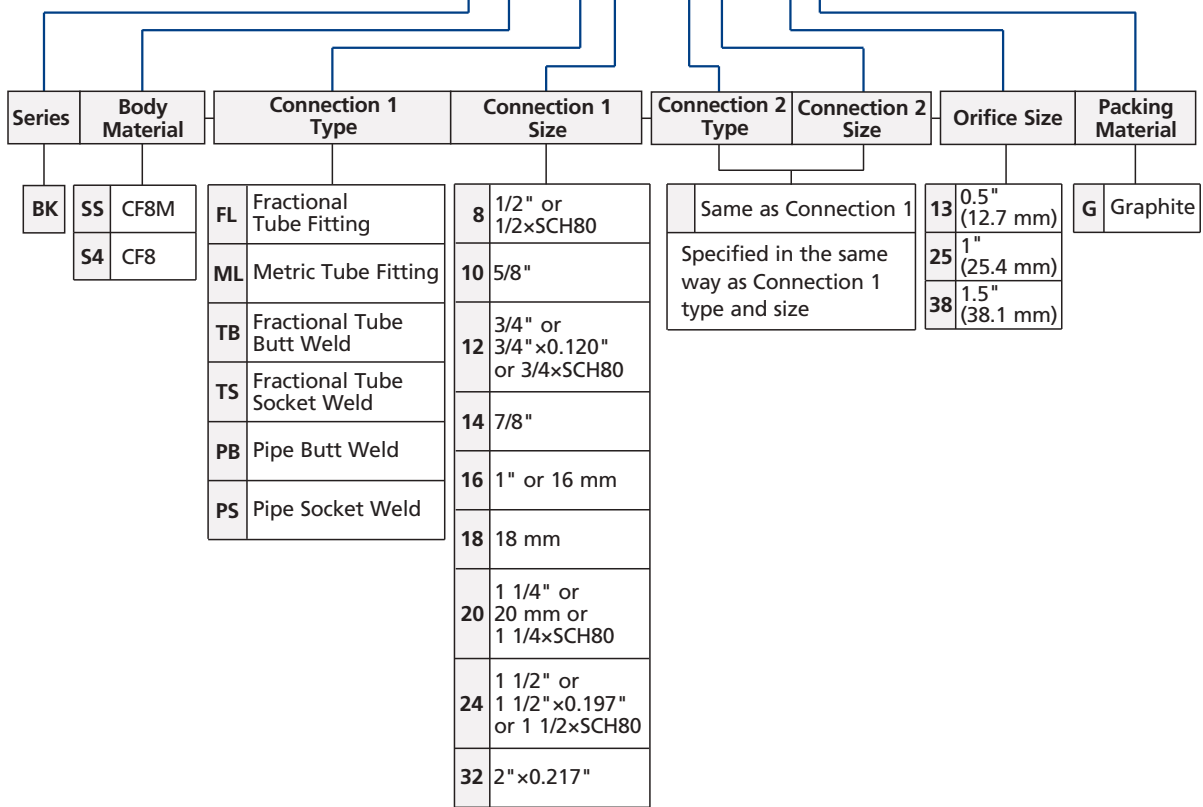 Series
Body
Material
Connection 1
Type
Connection 1
Size
Connection 2
Type
Connection 2
Size
Orifice Size
Packing
Material
BK
SS CF8M
S4 CF8
FL Fractional
Tube Fitting
ML Metric Tube Fitting
TB Fractional Tube
Butt Weld
TS Fractional Tube
Socket Weld
PB Pipe Butt Weld
PS Pipe Socket Weld
8 1/2" or
1/2×SCH80
10 5/8"
12 3/4" or
3/4"×0.120"
or 3/4×SCH80
14 7/8"
16 1" or 16 mm
18 18 mm
20 1 1/4" or
20 mm or
1 1/4×SCH80
24 1 1/2" or
1 1/2"×0.197"
or 1 1/2×SCH80
32 2"×0.217"
Same as Connection 1
Specified in the same
way as Connection 1
type and size
13 0.5"
(12.7 mm)
25 1"
(25.4 mm)
38 1.5"
(38.1 mm)
G Graphite